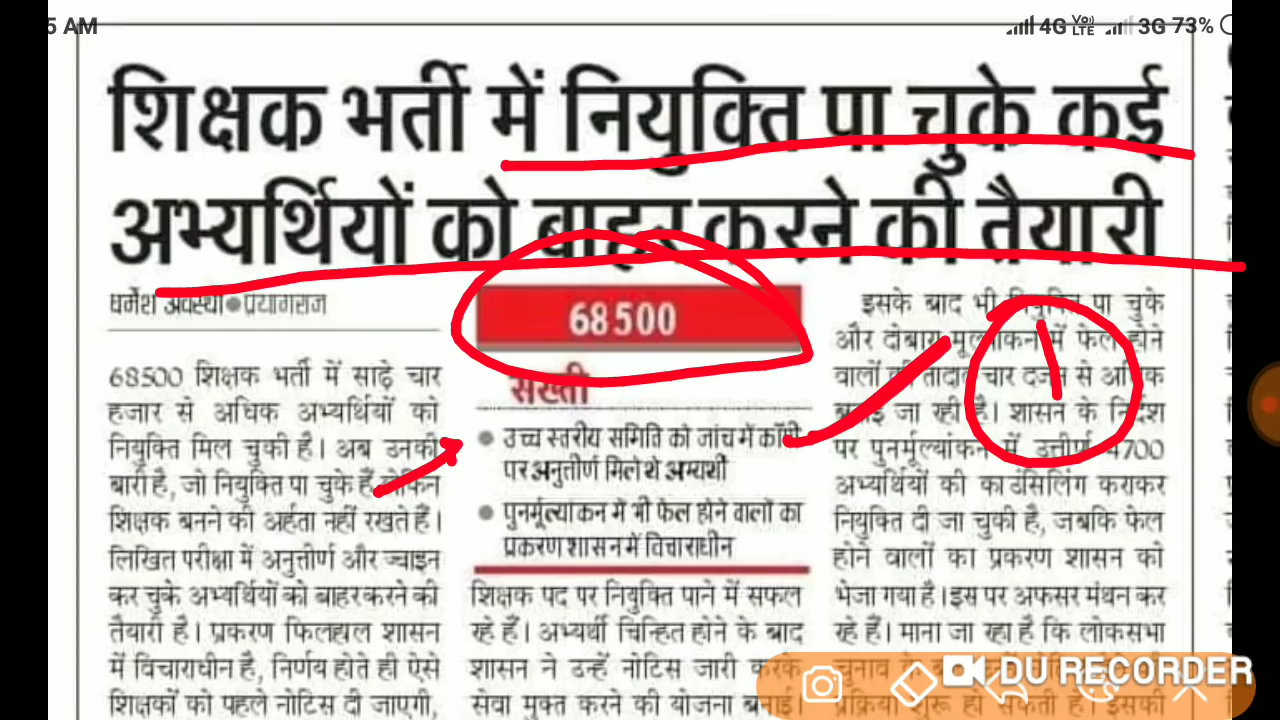 5 AM
4G VoLTE 3G 73%
शिक्षक भर्ती में नियुक्ति पा चुके कई
अभ्यर्थियों को बाहर करने की तैयारी
धर्मेश अवस्थी●प्रयागराज
68500 शिक्षक भर्ती में साढ़े चार
हजार से अधिक अभ्यर्थियों को
नियुक्ति मिल चुकी है। अब उनकी
बारी है, जो नियुक्ति पा चुके हैं, लेकिन
शिक्षक बनने की अर्हता नहीं रखते हैं।
लिखित परीक्षा में अनुत्तीर्ण और ज्वाइन
कर चुके अभ्यर्थियों को बाहर करने की
तैयारी है। प्रकरण फिलहाल शासन
में विचाराधीन है, निर्णय होते ही ऐसे
शिक्षकों को पहले नोटिस दी जाएगी,
68500
सख्ती
● उच्च स्तरीय समिति को जांच में कॉपी
पर अनुत्तीर्ण मिले थे अभ्यर्थी
● पुनर्मूल्यांकन में भी फेल होने वालों का
प्रकरण शासन में विचाराधीन
शिक्षक पद पर नियुक्ति पाने में सफल
रहे हैं। अभ्यर्थी चिन्हित होने के बाद
शासन ने उन्हें नोटिस जारी करके
सेवा मुक्त करने की योजना बनाई।
इसके बाद भी नियुक्ति पा चुके
और दोबारा मूल्यांकन में फेल होने
वालों की तादाद चार दर्जन से अधिक
बताई जा रही है। शासन के निर्देश
पर पुनर्मूल्यांकन में उत्तीर्ण 4700
अभ्यर्थियों की काउंसिलिंग कराकर
नियुक्ति दी जा चुकी है, जबकि फेल
होने वालों का प्रकरण शासन को
भेजा गया है। इस पर अफसर मंथन कर
रहे हैं। माना जा रहा है कि लोकसभा
चुनाव के
प्रक्रिया शुरू हो सकती है। इसकी
DU RECORDER